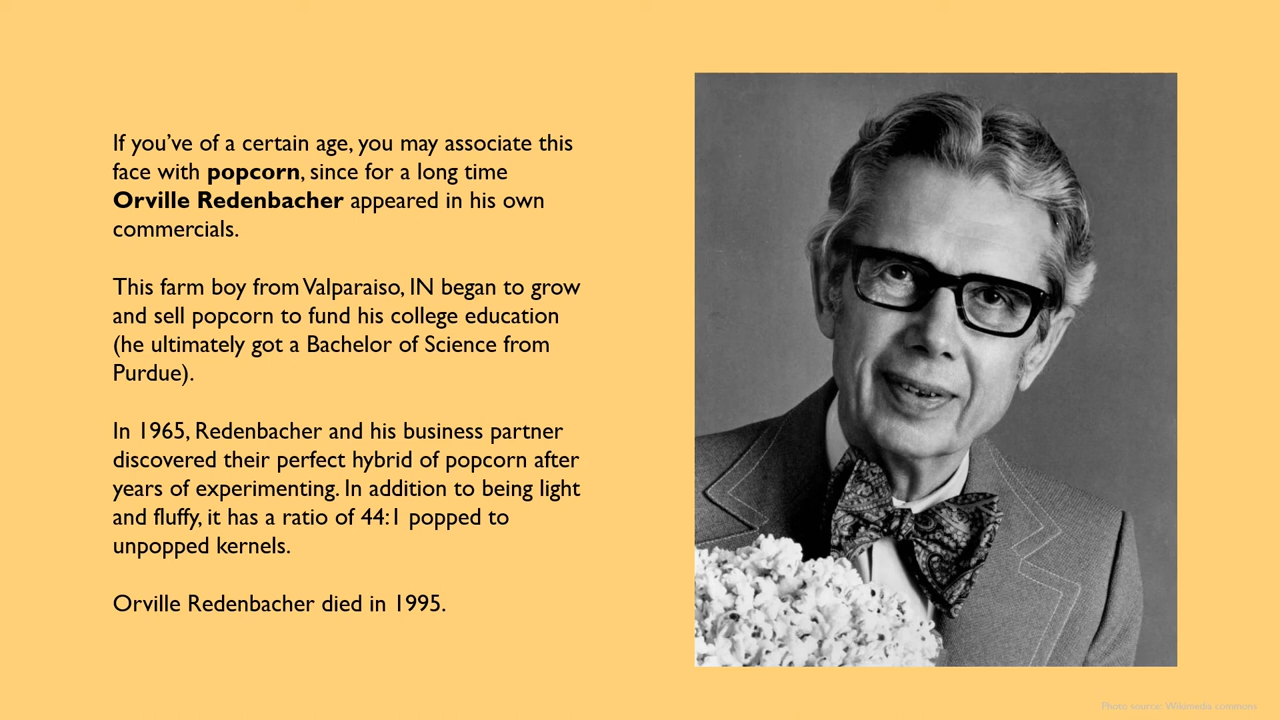 If you’ve of a certain age, you may associate this
face with popcorn, since for a long time
Orville Redenbacher appeared in his own
commercials.
This farm boy from Valparaiso, IN began to grow
and sell popcorn to fund his college education
(he ultimately got a Bachelor of Science from
Purdue).
In 1965, Redenbacher and his business partner
discovered their perfect hybrid of popcorn after
years of experimenting. In addition to being light
and fluffy, it has a ratio of 44:1 popped to
unpopped kernels.
Orville Redenbacher died in 1995.
Photo source: Wikimedia commons